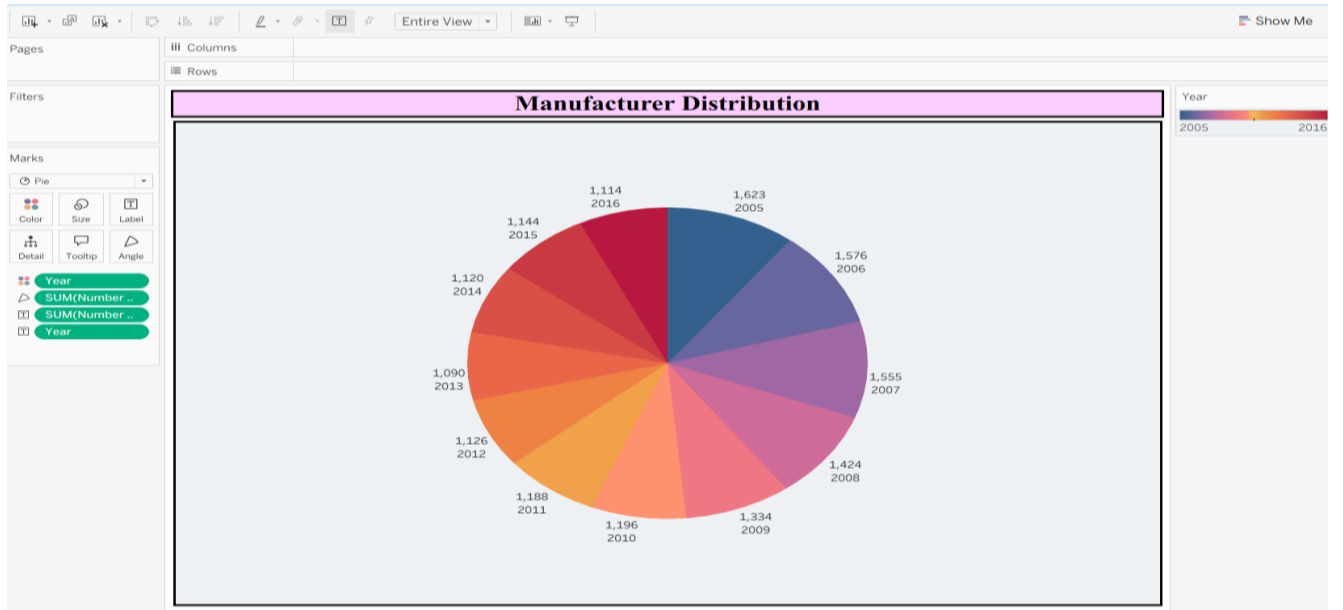 Entire View
Show Me
Pages
Columns
Rows
Filters
Manufacturer Distribution
Year
2005 2016
Marks
Pie
Color Size Label
Detail Tooltip Angle
Year
SUM(Number ..
SUM(Number ..
Year
1,623
2005
1,576
2006
1,555
2007
1,424
2008
1,334
2009
1,196
2010
1,188
2011
1,126
2012
1,090
2013
1,120
2014
1,144
2015
1,114
2016